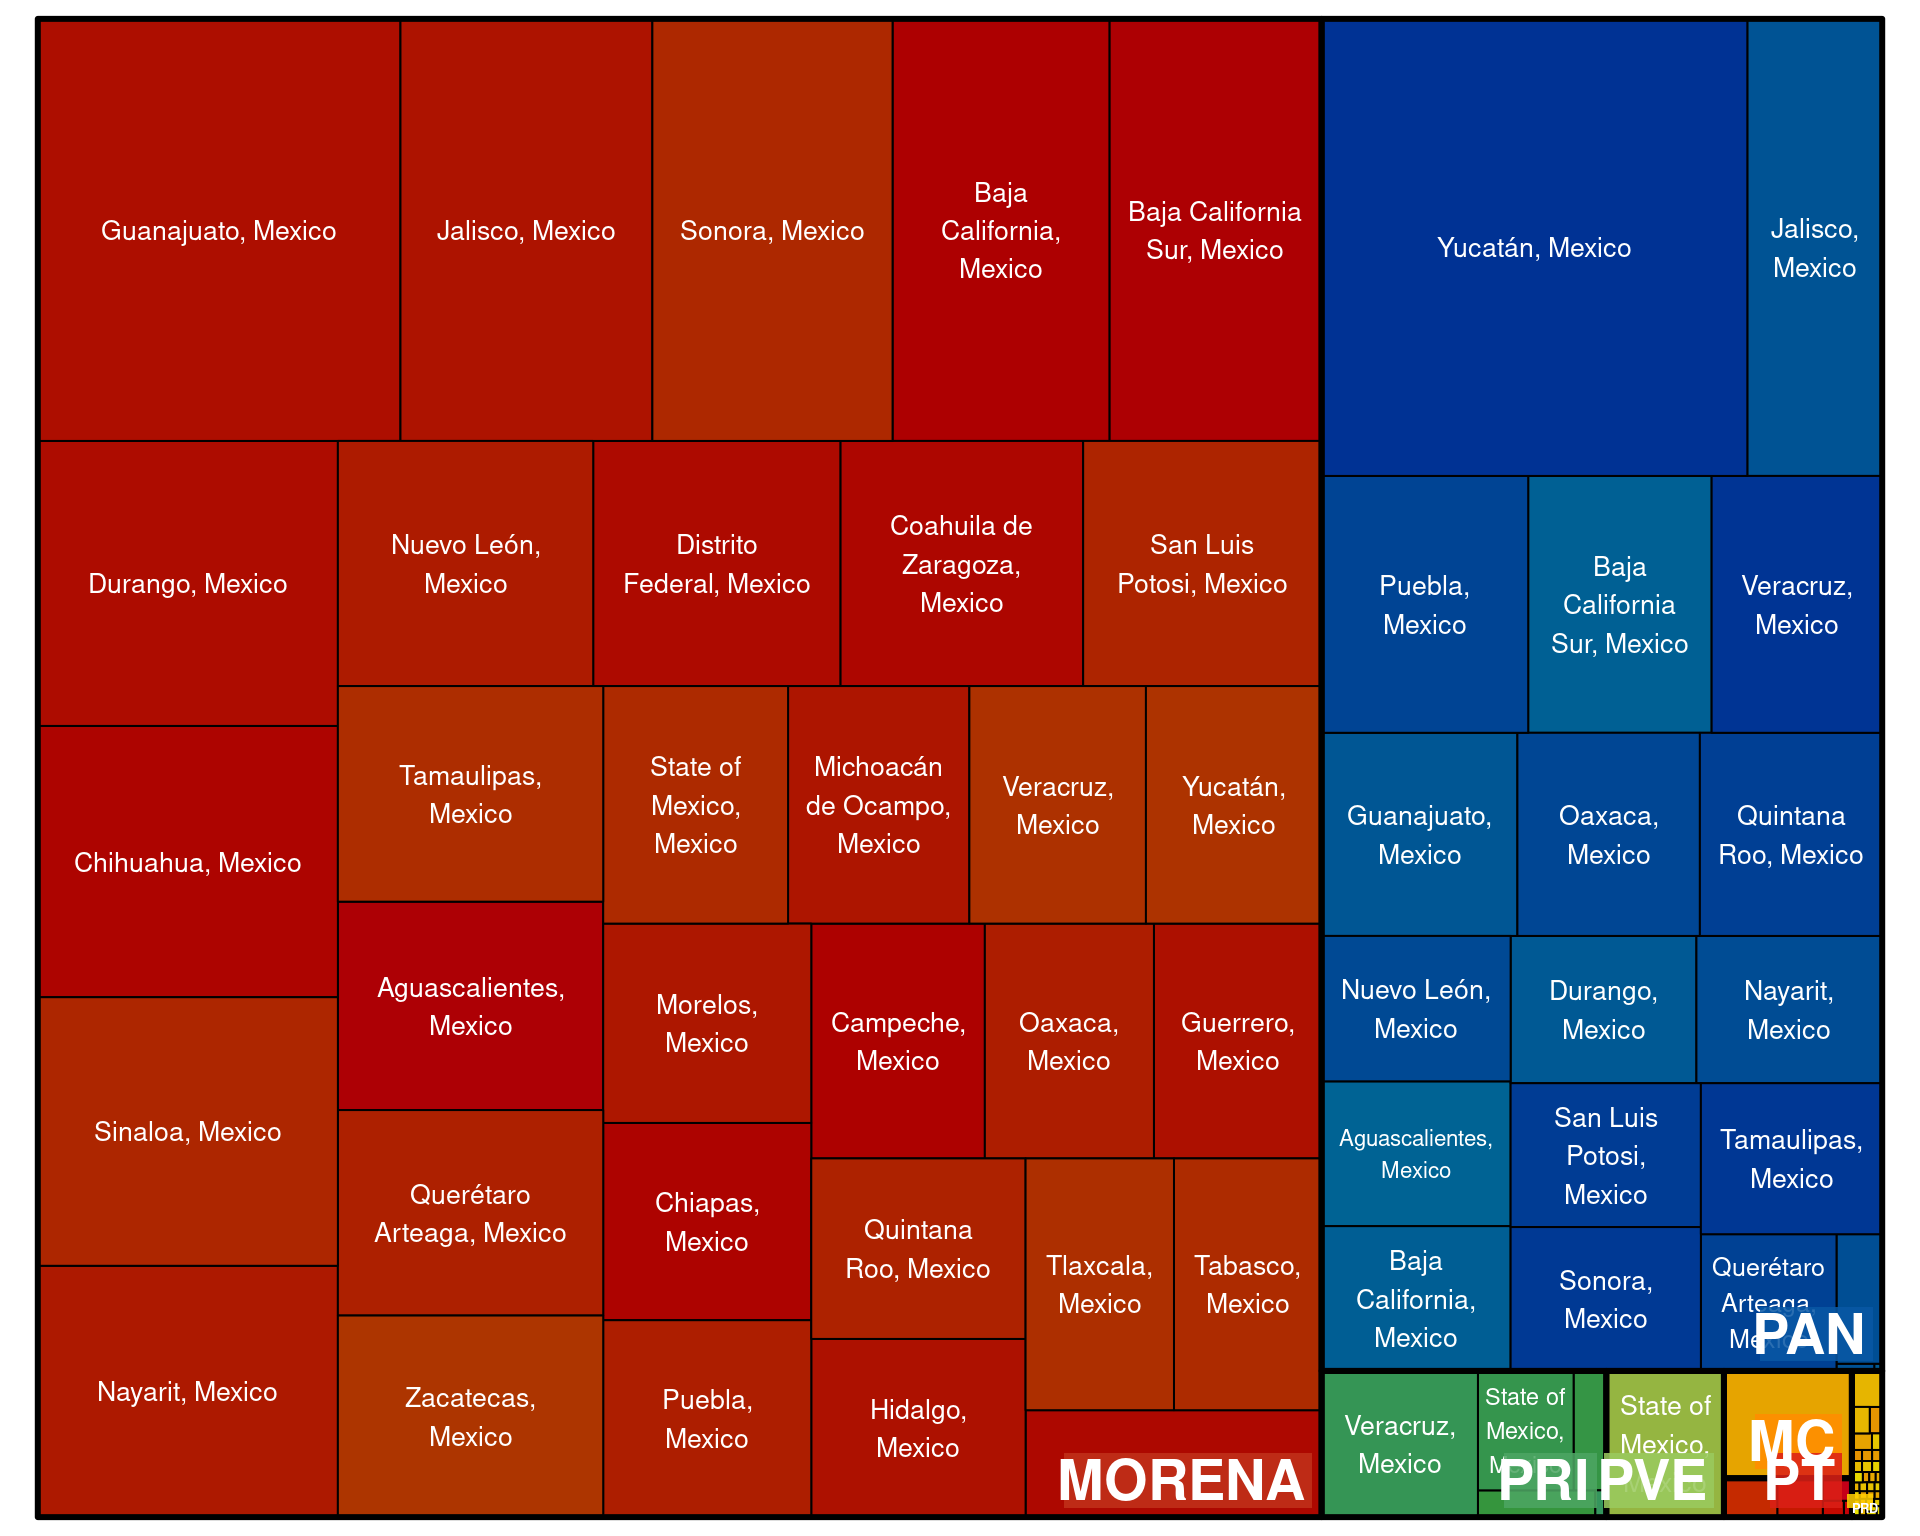 Guanajuato, Mexico
Jalisco, Mexico
Sonora, Mexico
Baja
California,
Mexico
Baja California
Sur, Mexico
Durango, Mexico
Nuevo León,
Mexico
Distrito
Federal, Mexico
Coahuila de
Zaragoza,
Mexico
San Luis
Potosi, Mexico
Chihuahua, Mexico
Tamaulipas,
Mexico
State of
Mexico,
Mexico
Michoacán
de Ocampo,
Mexico
Veracruz,
Mexico
Yucatán,
Mexico
Aguascalientes,
Mexico
Morelos,
Mexico
Campeche,
Mexico
Oaxaca,
Mexico
Guerrero,
Mexico
Sinaloa, Mexico
Querétaro
Arteaga, Mexico
Chiapas,
Mexico
Quintana
Roo, Mexico
Tlaxcala,
Mexico
Tabasco,
Mexico
Nayarit, Mexico
Zacatecas,
Mexico
Puebla,
Mexico
Hidalgo,
Mexico
MORENA
Yucatán, Mexico
Jalisco,
Mexico
Puebla,
Mexico
Baja
California
Sur, Mexico
Veracruz,
Mexico
Guanajuato,
Mexico
Oaxaca,
Mexico
Quintana
Roo, Mexico
Nuevo León,
Mexico
Durango,
Mexico
Nayarit,
Mexico
Aguascalientes,
Mexico
San Luis
Potosi,
Mexico
Tamaulipas,
Mexico
Baja
California,
Mexico
Sonora,
Mexico
Querétaro
Arteaga,
PAN
Veracruz,
Mexico
State of
Mexico,
PRI
State of
Mexico,
PVE
MC
PT
PRD